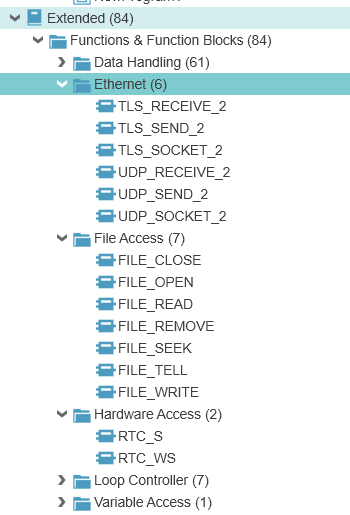 Extended (84)
Functions & Function Blocks (84)
Data Handling (61)
Ethernet (6)
TLS_RECEIVE_2
TLS_SEND_2
TLS_SOCKET_2
UDP_RECEIVE_2
UDP_SEND_2
UDP_SOCKET_2
File Access (7)
FILE_CLOSE
FILE_OPEN
FILE_READ
FILE_REMOVE
FILE_SEEK
FILE_TELL
FILE_WRITE
Hardware Access (2)
RTC_S
RTC_WS
Loop Controller (7)
Variable Access (1)